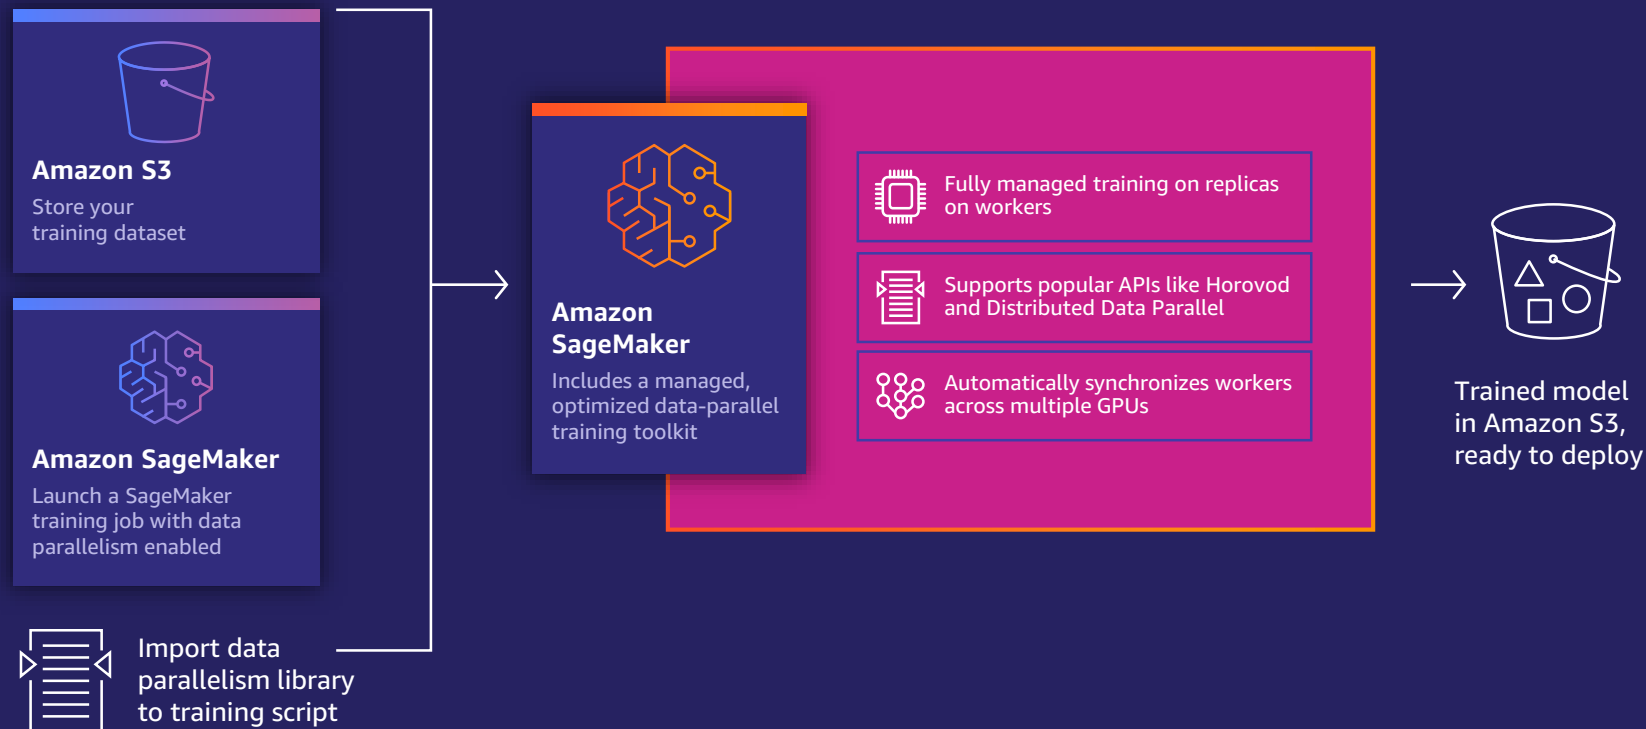 Amazon S3
Store your
training dataset
Amazon SageMaker
Launch a SageMaker
training job with data
parallelism enabled
Import data
parallelism library
to training script
Amazon
SageMaker
Includes a managed,
optimized data-parallel
training toolkit
Fully managed training on replicas
on workers
Supports popular APIs like Horovod
and Distributed Data Parallel
Automatically synchronizes workers
across multiple GPUs
Trained model
in Amazon S3,
ready to deploy